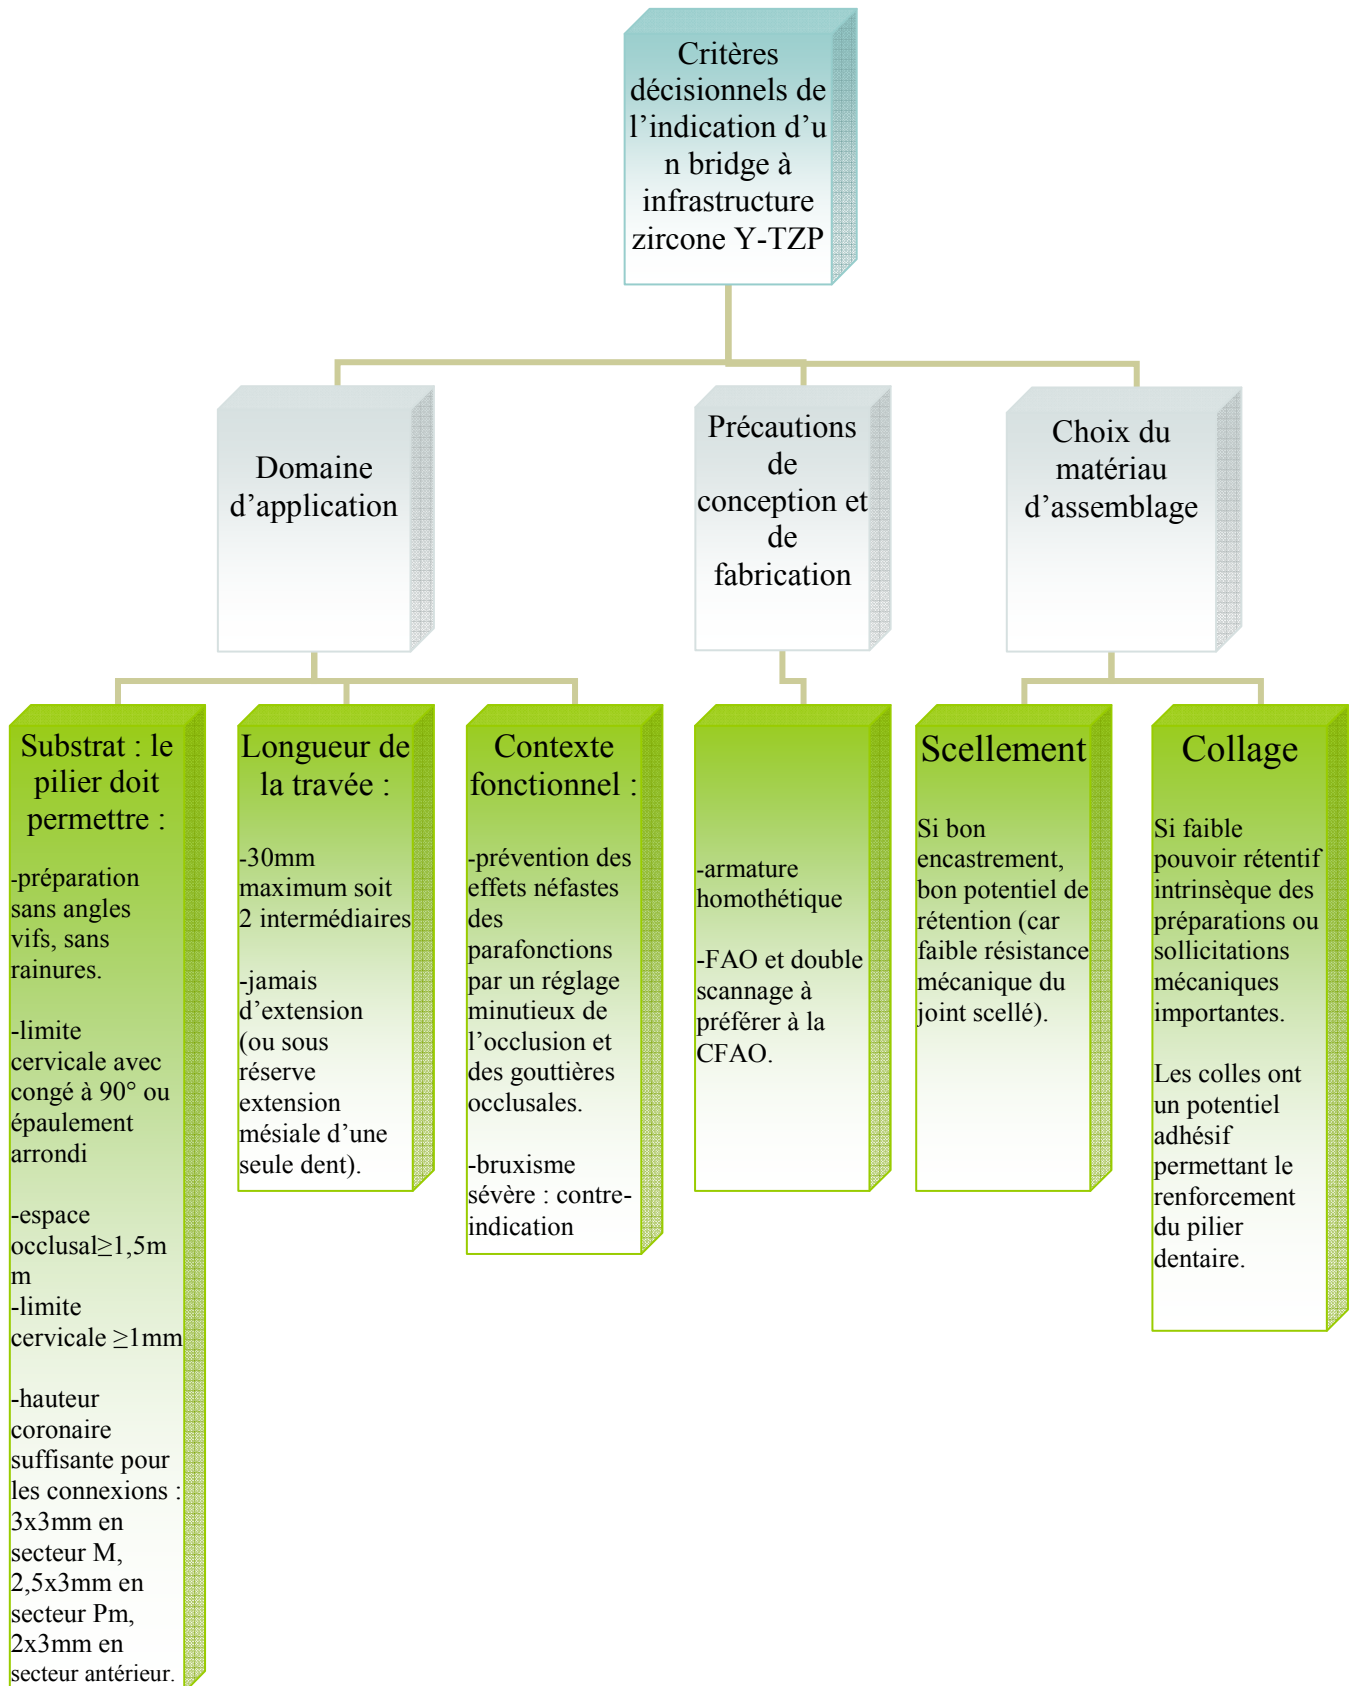 Critères
décisionnels de
l’indication d’u
n bridge à
infrastructure
zircone Y-TZP
Domaine
d’application
Précautions
de
conception et
de
fabrication
Choix du
matériau
d’assemblage
Substrat : le
pilier doit
permettre :
-préparation
sans angles
vifs, sans
rainures.
-limite
cervicale avec
congé à 90° ou
épaulement
arrondi
-espace
occlusal≥1,5m
m
-limite
cervicale ≥1mm
-hauteur
coronaire
suffisante pour
les connexions :
3x3mm en
secteur M,
2,5x3mm en
secteur Pm,
2x3mm en
secteur antérieur.
Longueur de
la travée :
-30mm
maximum soit
2 intermédiaires
-jamais
d’extension
(ou sous
réserve
extension
mésiale d’une
seule dent).
Contexte
fonctionnel :
-prévention des
effets néfastes
des
parafonctions
par un réglage
minutieux de
l’occlusion et
des gouttières
occlusales.
-bruxisme
sévère : contre-
indication
-armature
homothétique
-FAO et double
scannage à
préférer à la
CFAO.
Scellement
Si bon
encastrement,
bon potentiel de
rétention (car
faible résistance
mécanique du
joint scellé).
Collage
Si faible
pouvoir rétentif
intrinsèque des
préparations ou
sollicitations
mécaniques
importantes.
Les colles ont
un potentiel
adhésif
permettant le
renforcement
du pilier
dentaire.